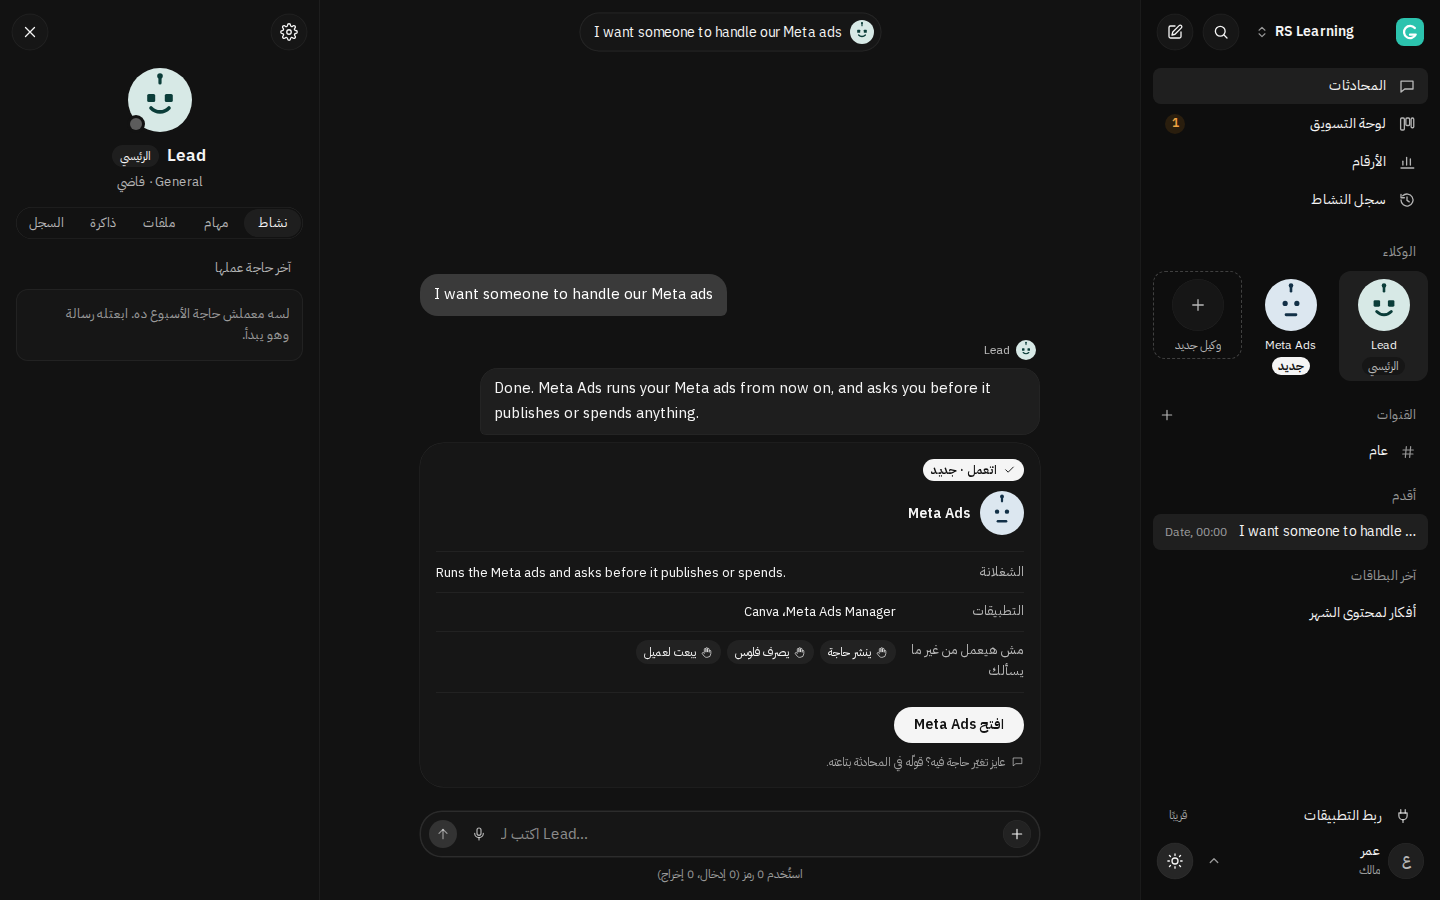 RS Learning
المحادثات
لوحة التسويق
1
الأرقام
سجل النشاط
الوكلاء
Lead
الرئيسي
Meta Ads
جديد
وكيل جديد
القنوات
عام
أقدم
I want someone to handle ...
Date, 00:00
آخر البطاقات
أفكار لمحتوى الشهر
ربط التطبيقات
قريبًا
ع
عمر
مالك
I want someone to handle our Meta ads
I want someone to handle our Meta ads
Lead
Done. Meta Ads runs your Meta ads from now on, and asks you before it
publishes or spends anything.
اتعمل · جديد
Meta Ads
الشغلانة
Runs the Meta ads and asks before it publishes or spends.
التطبيقات
Meta Ads Manager، Canva
مش هيعمل من غير ما
يسألك
ينشر حاجة
يصرف فلوس
يبعت لعميل
افتح Meta Ads
عايز تغيّر حاجة فيه؟ قولّه في المحادثة بتاعته.
اكتب لـ Lead...
استُخدم 0 رمز (0 إدخال، 0 إخراج)
Lead
الرئيسي
General · فاضي
نشاط
مهام
ملفات
ذاكرة
السجل
آخر حاجة عملها
لسه معملش حاجة الأسبوع ده. ابعتله رسالة
وهو يبدأ.